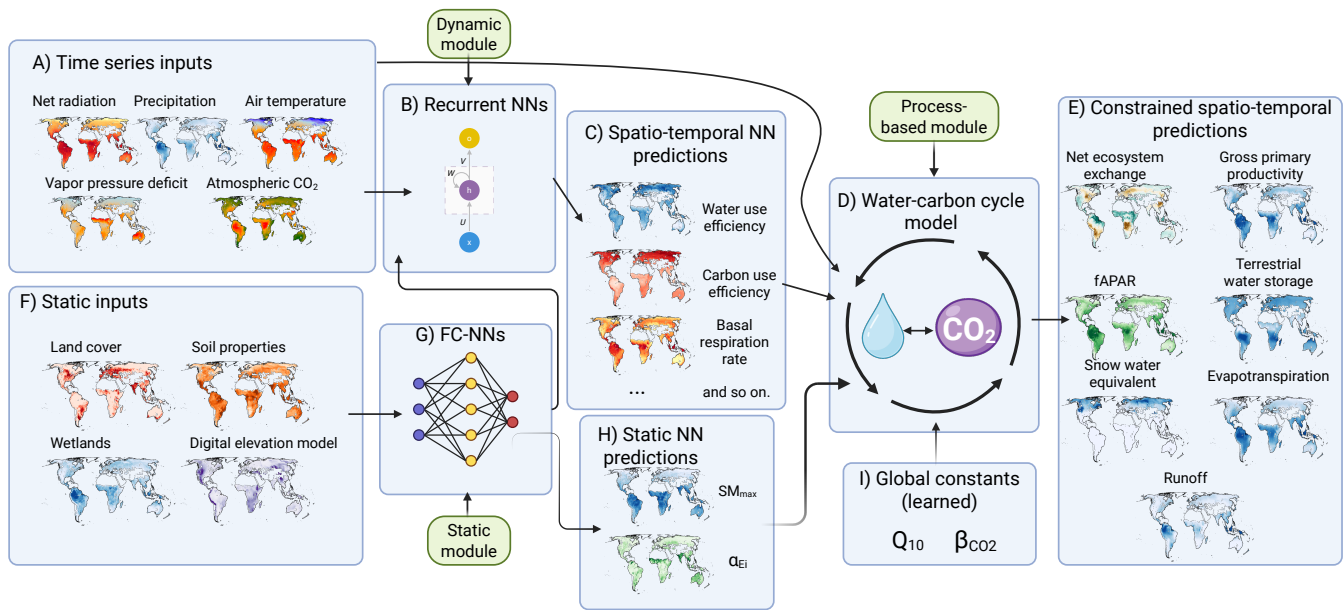 Dynamic
module
A) Time series inputs
Net radiation
Precipitation
Air temperature
Vapor pressure deficit
Atmospheric CO₂
B) Recurrent NNs
o
V
W
h
U
x
C) Spatio-temporal NN
predictions
Water use
efficiency
Carbon use
efficiency
Basal
respiration
rate
...
and so on.
Process-
based module
D) Water-carbon cycle
model
CO₂
E) Constrained spatio-temporal
predictions
Net ecosystem
exchange
Gross primary
productivity
fAPAR
Terrestrial
water storage
Snow water
equivalent
Evapotranspiration
Runoff
F) Static inputs
Land cover
Soil properties
Wetlands
Digital elevation model
G) FC-NNs
Static
module
H) Static NN
predictions
SMₘₐₓ
α_Ei
I) Global constants
(learned)
Q₁₀
β_CO2